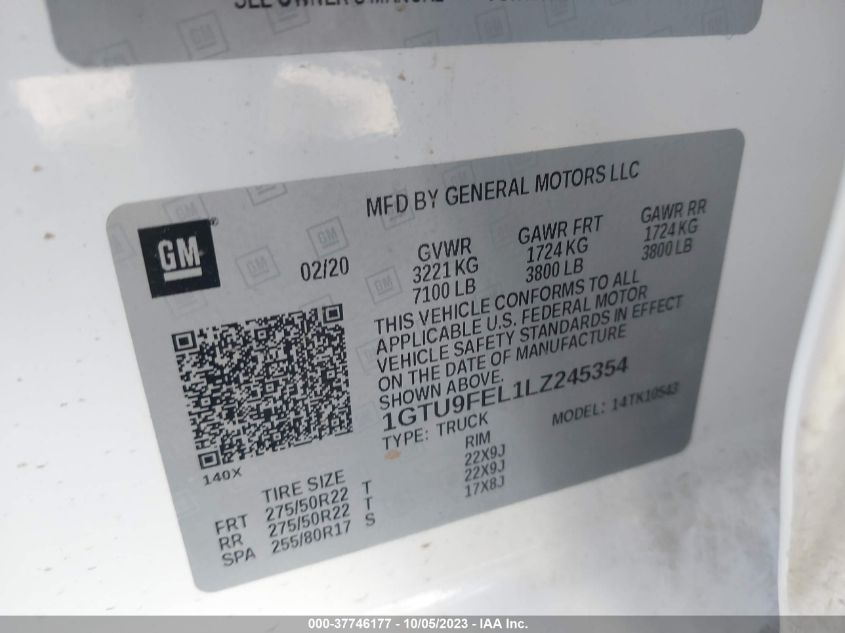 SEE OWNER'S MANUAL
MFD BY GENERAL MOTORS LLC
GM
02/20
GVWR GAWR FRT GAWR RR
3221 KG 1724 KG 1724 KG
7100 LB 3800 LB 3800 LB
THIS VEHICLE CONFORMS TO ALL
APPLICABLE U.S. FEDERAL MOTOR
VEHICLE SAFETY STANDARDS IN EFFECT
ON THE DATE OF MANUFACTURE
SHOWN ABOVE.
1GTU9FEL1LZ245354
TYPE: TRUCK MODEL: 14TK10543
140X
TIRE SIZE RIM
FRT 275/50R22 T 22X9J
RR 275/50R22 T 22X9J
SPA 255/80R17 S 17X8J
000-37746177 - 10/05/2023 - IAA Inc.